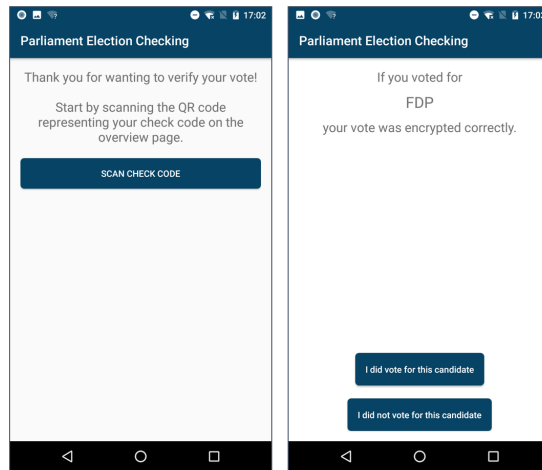 17:02
Parliament Election Checking
Thank you for wanting to verify your vote!
Start by scanning the QR code
representing your check code on the
overview page.
SCAN CHECK CODE
17:03
Parliament Election Checking
If you voted for
FDP
your vote was encrypted correctly.
I did vote for this candidate
I did not vote for this candidate